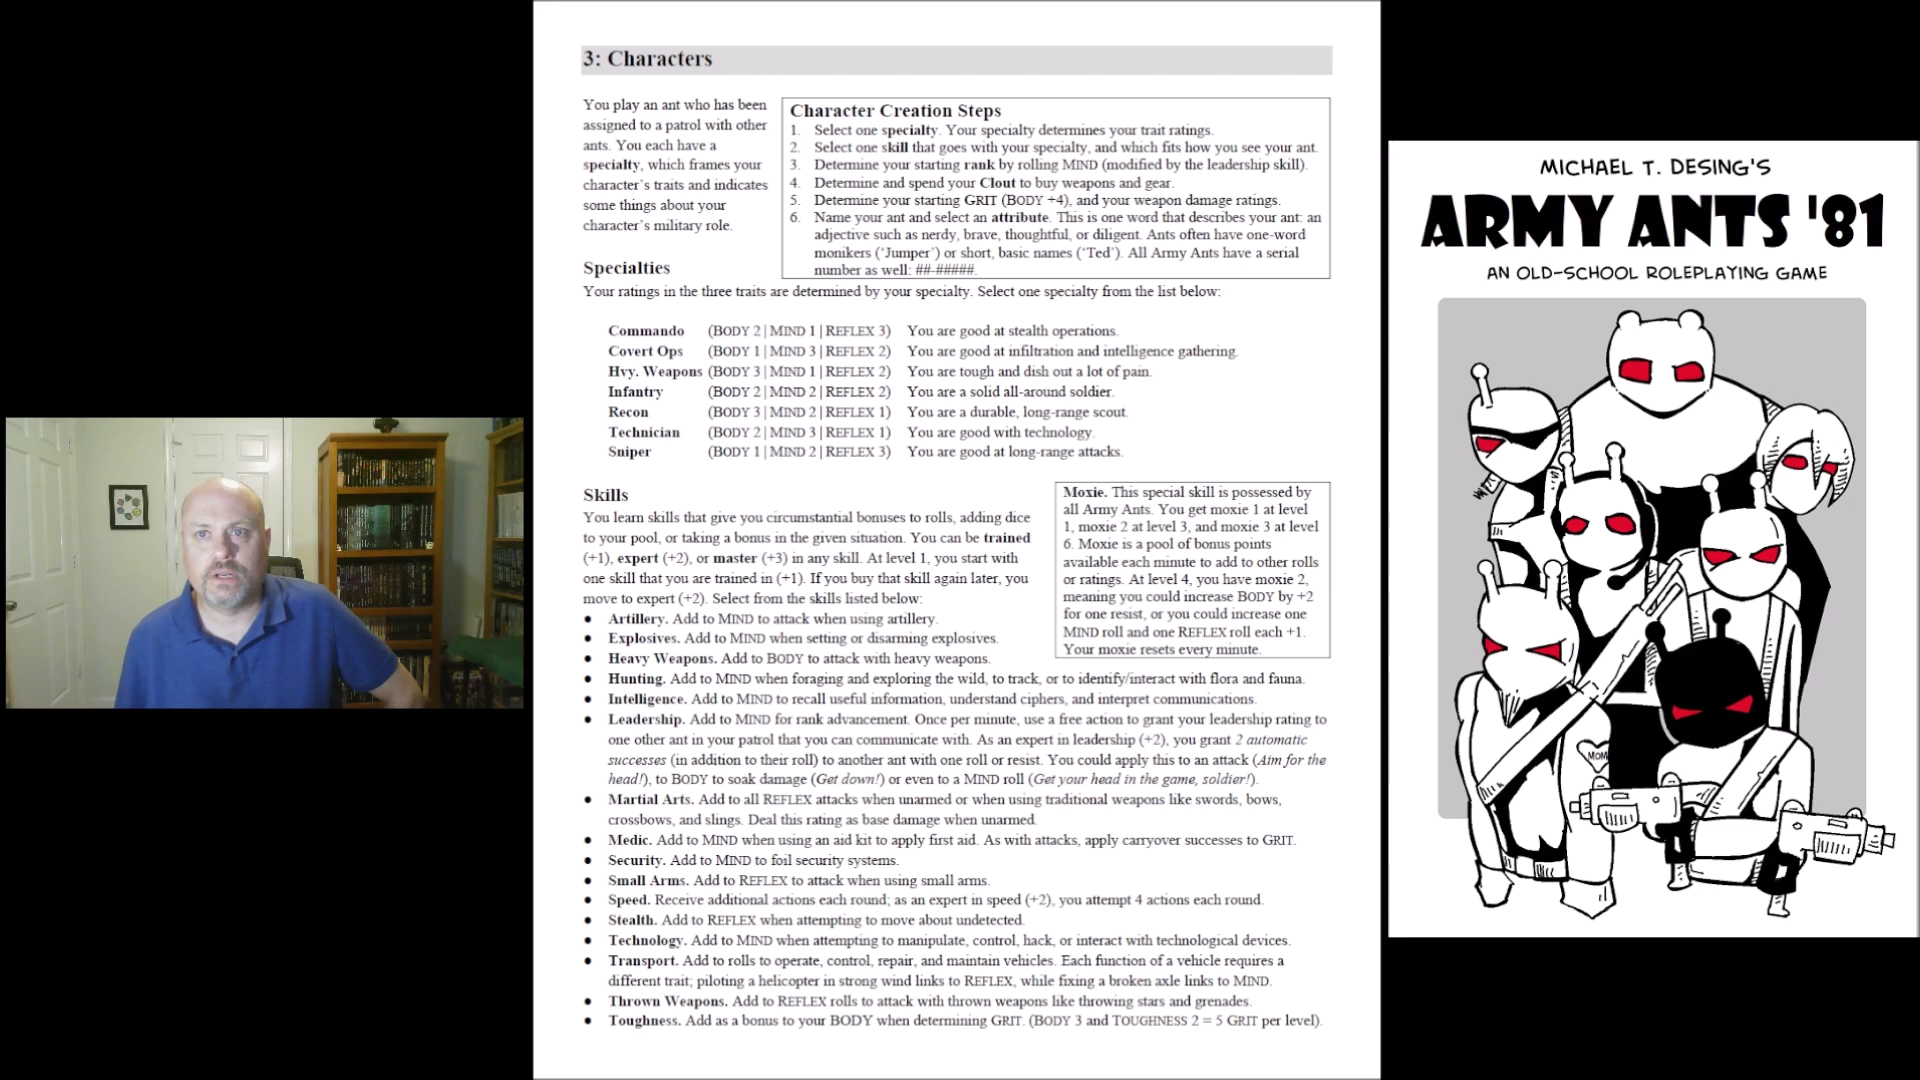 3: Characters
You play an ant who has been
assigned to a patrol with other
ants. You each have a
specialty, which frames your
character's traits and indicates
some things about your
character's military role.
Character Creation Steps
1. Select one specialty. Your specialty determines your trait ratings.
2. Select one skill that goes with your specialty, and which fits how you see your ant.
3. Determine your starting rank by rolling MIND (modified by the leadership skill).
4. Determine and spend your Clout to buy weapons and gear.
5. Determine your starting GRIT (BODY +4), and your weapon damage ratings.
6. Name your ant and select an attribute. This is one word that describes your ant: an
adjective such as nerdy, brave, thoughtful, or diligent. Ants often have one-word
monikers ('Jumper') or short, basic names ('Ted'). All Army Ants have a serial
number as well: ##-#####.
Specialties
Your ratings in the three traits are determined by your specialty. Select one specialty from the list below:
Commando (BODY 2 | MIND 1 | REFLEX 3) You are good at stealth operations.
Covert Ops (BODY 1 | MIND 3 | REFLEX 2) You are good at infiltration and intelligence gathering.
Hvy. Weapons (BODY 3 | MIND 1 | REFLEX 2) You are tough and dish out a lot of pain.
Infantry (BODY 2 | MIND 2 | REFLEX 2) You are a solid all-around soldier.
Recon (BODY 3 | MIND 2 | REFLEX 1) You are a durable, long-range scout.
Technician (BODY 2 | MIND 3 | REFLEX 1) You are good with technology.
Sniper (BODY 1 | MIND 2 | REFLEX 3) You are good at long-range attacks.
Skills
You learn skills that give you circumstantial bonuses to rolls, adding dice
to your pool, or taking a bonus in the given situation. You can be trained
(+1), expert (+2), or master (+3) in any skill. At level 1, you start with
one skill that you are trained in (+1). If you buy that skill again later, you
move to expert (+2). Select from the skills listed below:
Moxie. This special skill is possessed by
all Army Ants. You get moxie 1 at level
1, moxie 2 at level 3, and moxie 3 at level
6. Moxie is a pool of bonus points
available each minute to add to other rolls
or ratings. At level 4, you have moxie 2,
meaning you could increase BODY by +2
for one resist, or you could increase one
MIND roll and one REFLEX roll each +1.
Your moxie resets every minute.
● Artillery. Add to MIND to attack when using artillery.
● Explosives. Add to MIND when setting or disarming explosives.
● Heavy Weapons. Add to BODY to attack with heavy weapons.
● Hunting. Add to MIND when foraging and exploring the wild, to track, or to identify/interact with flora and fauna.
● Intelligence. Add to MIND to recall useful information, understand ciphers, and interpret communications.
● Leadership. Add to MIND for rank advancement. Once per minute, use a free action to grant your leadership rating to
one other ant in your patrol that you can communicate with. As an expert in leadership (+2), you grant 2 automatic
successes (in addition to their roll) to another ant with one roll or resist. You could apply this to an attack (Aim for the
head!), to BODY to soak damage (Get down!) or even to a MIND roll (Get your head in the game, soldier!).
● Martial Arts. Add to all REFLEX attacks when unarmed or when using traditional weapons like swords, bows,
crossbows, and slings. Deal this rating as base damage when unarmed.
● Medic. Add to MIND when using an aid kit to apply first aid. As with attacks, apply carryover successes to GRIT.
● Security. Add to MIND to foil security systems.
● Small Arms. Add to REFLEX to attack when using small arms.
● Speed. Receive additional actions each round; as an expert in speed (+2), you attempt 4 actions each round.
● Stealth. Add to REFLEX when attempting to move about undetected.
● Technology. Add to MIND when attempting to manipulate, control, hack, or interact with technological devices.
● Transport. Add to rolls to operate, control, repair, and maintain vehicles. Each function of a vehicle requires a
different trait; piloting a helicopter in strong wind links to REFLEX, while fixing a broken axle links to MIND.
● Thrown Weapons. Add to REFLEX rolls to attack with thrown weapons like throwing stars and grenades.
● Toughness. Add as a bonus to your BODY when determining GRIT. (BODY 3 and TOUGHNESS 2 = 5 GRIT per level).
MICHAEL T. DESING'S
ARMY ANTS '81
AN OLD-SCHOOL ROLEPLAYING GAME
MOM